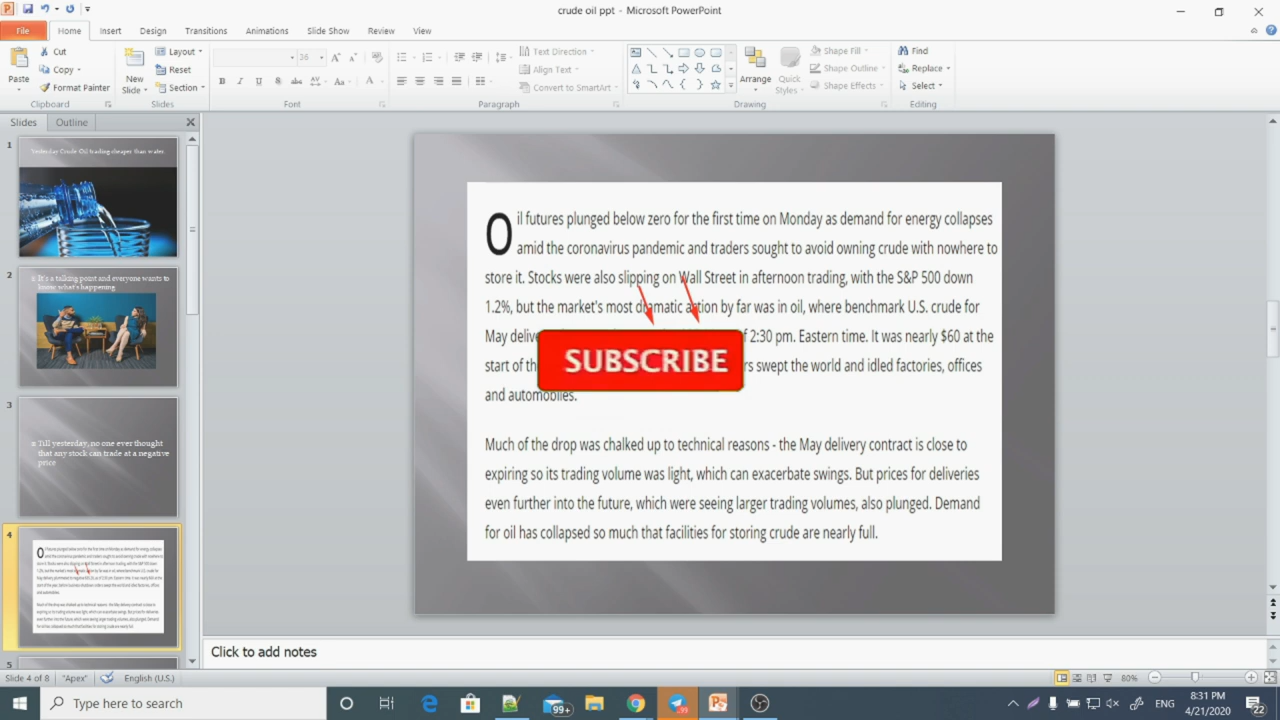 crude oil ppt - Microsoft PowerPoint
File Home Insert Design Transitions Animations Slide Show Review View
Paste
Cut
Copy
Format Painter
Clipboard
New Slide
Layout
Reset
Section
Slides
36
Font
Text Direction
Align Text
Convert to SmartArt
Paragraph
Arrange
Quick Styles
Shape Fill
Shape Outline
Shape Effects
Drawing
Find
Replace
Select
Editing
Slides Outline
1
Yesterday Crude Oil trading cheaper than water.
2
It's a talking point and everyone wants to
know what's happening
3
Till yesterday, no one ever thought
that any stock can trade at a negative
price
4
5
Oil futures plunged below zero for the first time on Monday as demand for energy collapses
amid the coronavirus pandemic and traders sought to avoid owning crude with nowhere to
store it. Stocks were also slipping on Wall Street in afternoon trading, with the S&P 500 down
1.2%, but the market's most dramatic action by far was in oil, where benchmark U.S. crude for
May 2:30 pm. Eastern time. It was nearly $60 at the
start of swept the world and idled factories, offices
and automobiles.
SUBSCRIBE
Much of the drop was chalked up to technical reasons - the May delivery contract is close to
expiring so its trading volume was light, which can exacerbate swings. But prices for deliveries
even further into the future, which were seeing larger trading volumes, also plunged. Demand
for oil has collapsed so much that facilities for storing crude are nearly full.
Click to add notes
Slide 4 of 8 "Apex" English (U.S.) 80%
Type here to search
99+
ENG
8:31 PM
4/21/2020
22